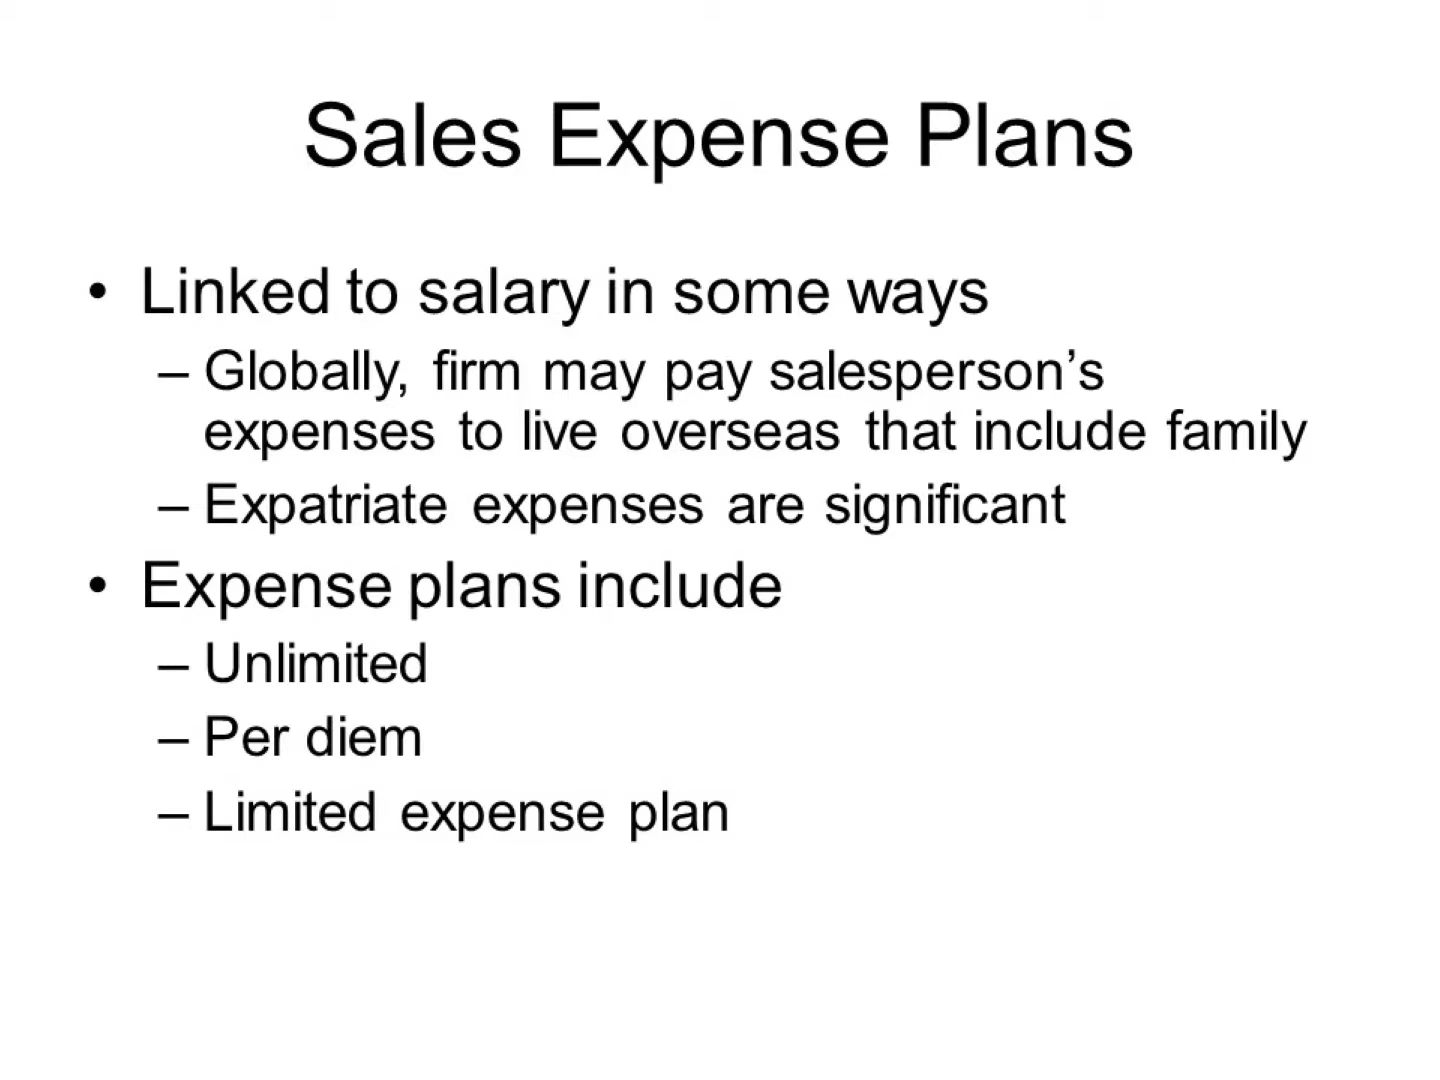 Sales Expense Plans
• Linked to salary in some ways
– Globally, firm may pay salesperson’s
expenses to live overseas that include family
– Expatriate expenses are significant
• Expense plans include
– Unlimited
– Per diem
– Limited expense plan